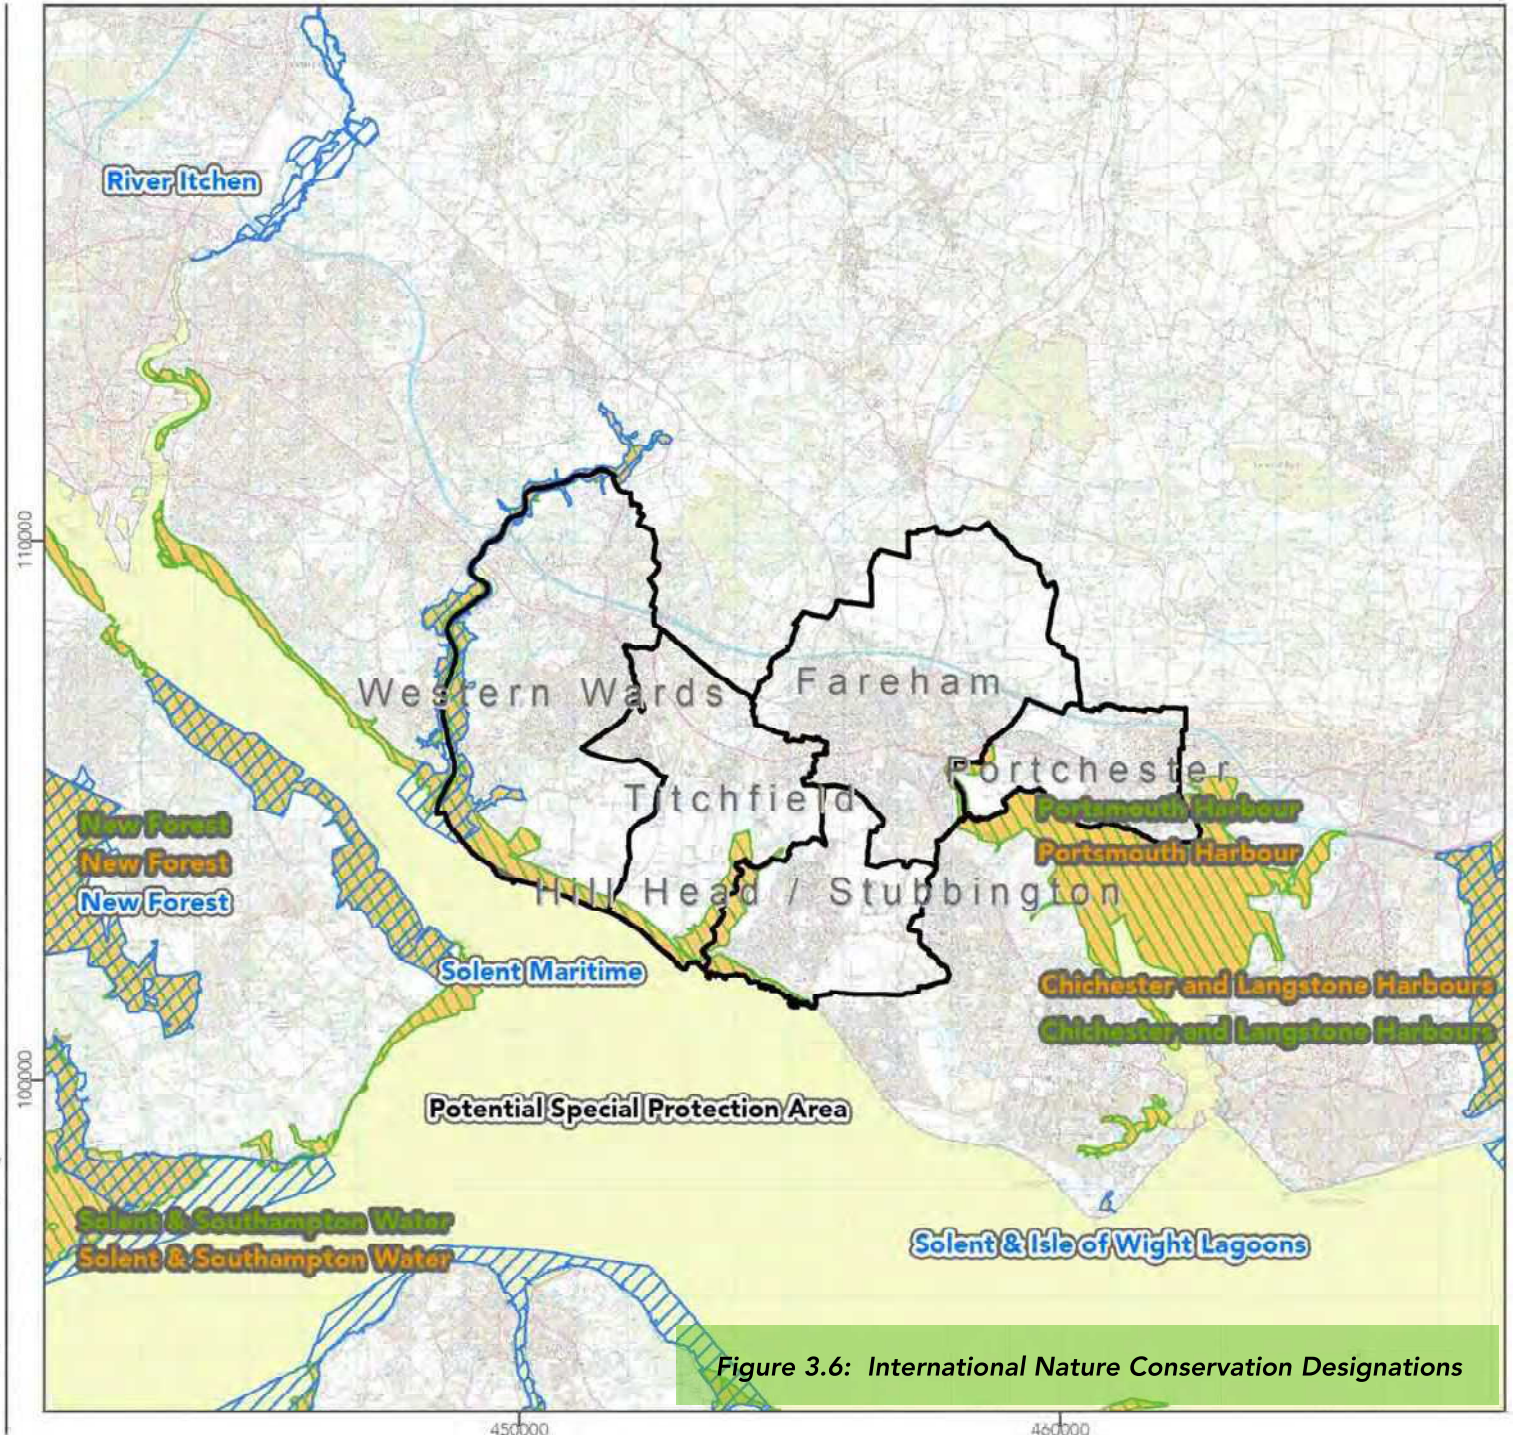 River Itchen
110000
Western Wards
Fareham
Portchester
Titchfield
Portsmouth Harbour
New Forest
Portsmouth Harbour
New Forest
Hill Head / Stubbington
New Forest
Solent Maritime
Chichester and Langstone Harbours
Chichester and Langstone Harbours
100000
Potential Special Protection Area
Solent & Southampton Water
Solent & Isle of Wight Lagoons
Solent & Southampton Water
Figure 3.6: International Nature Conservation Designations
450000
460000